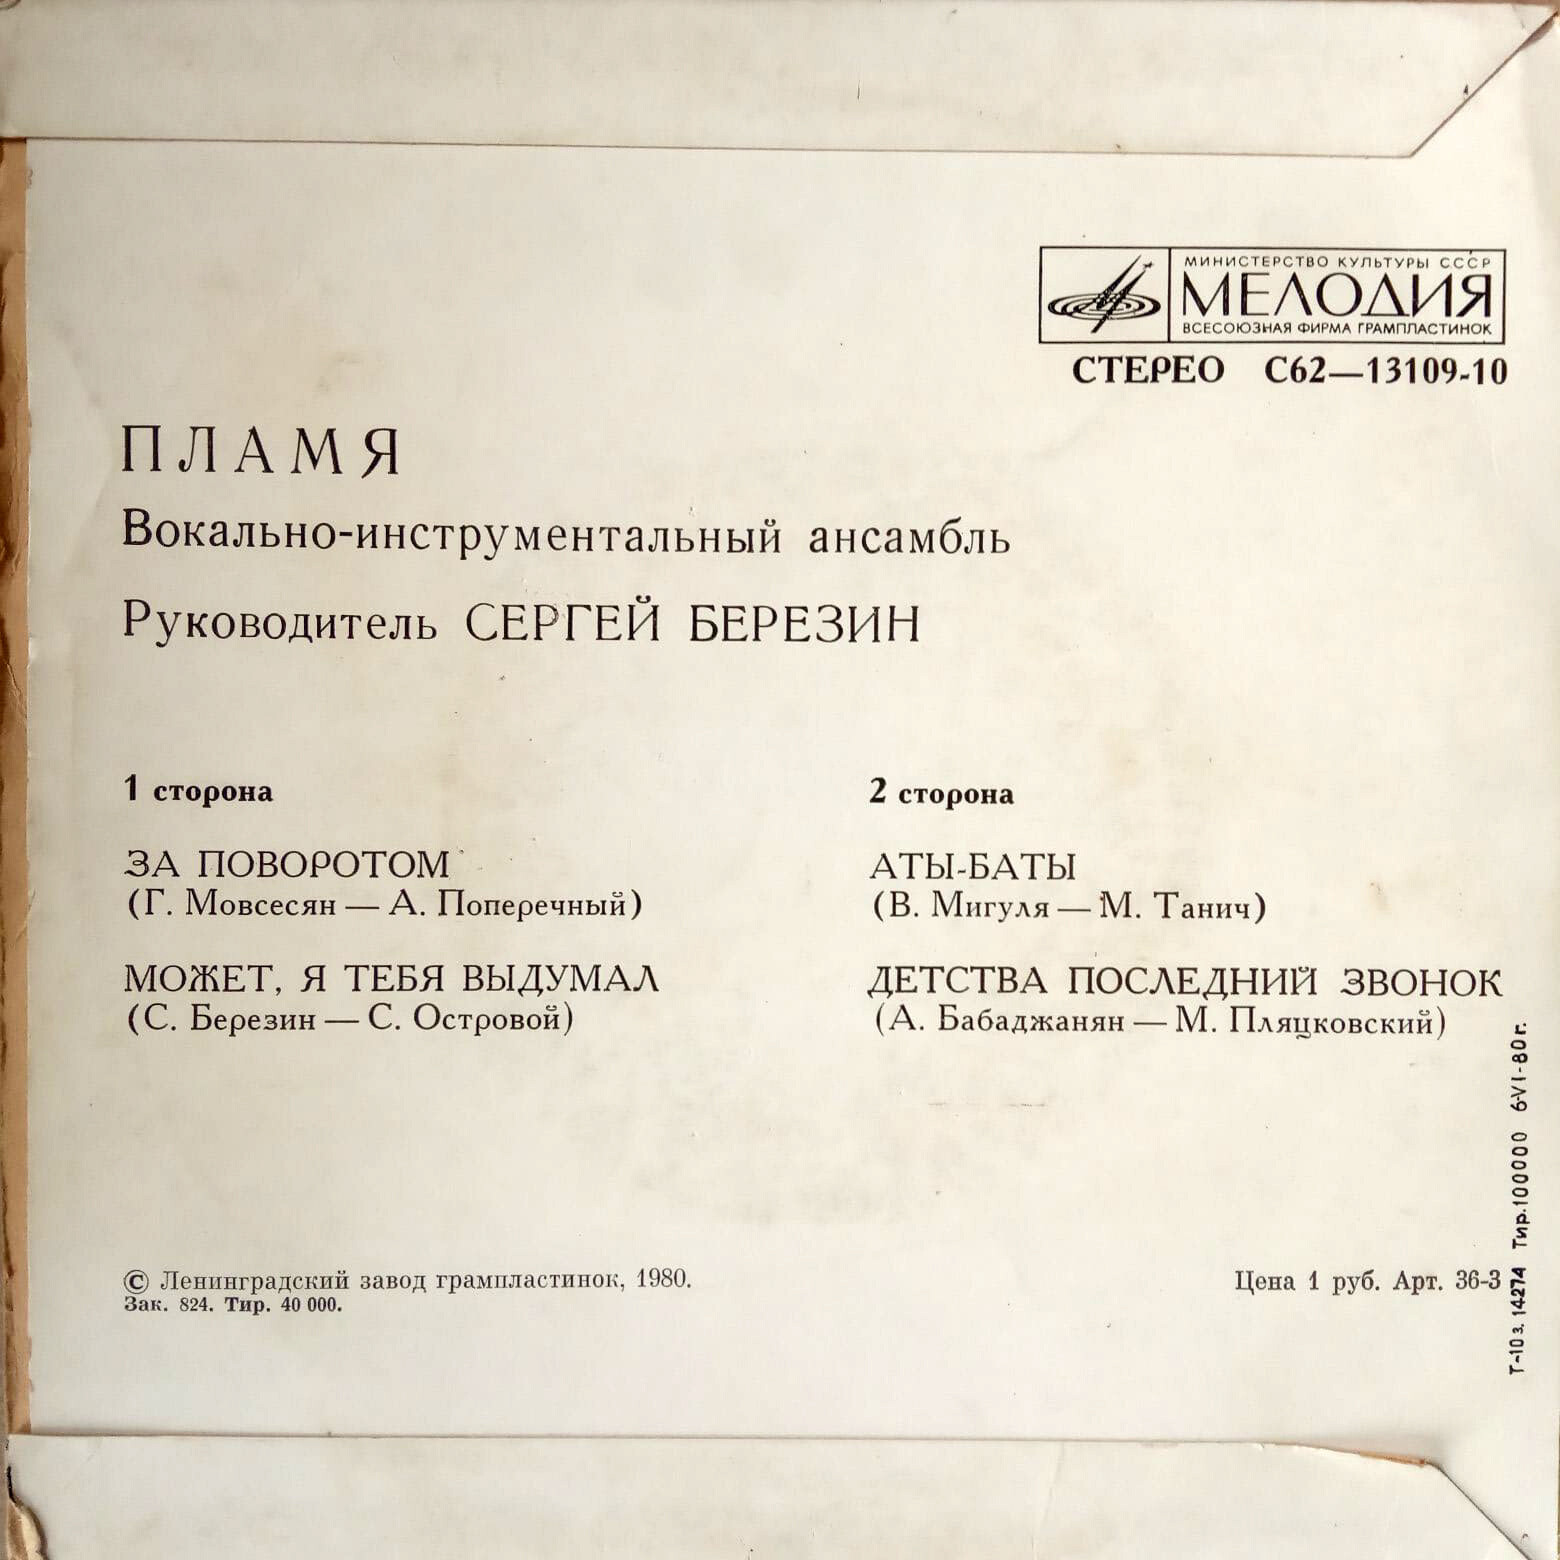 МИНИСТЕРСТВО КУЛЬТУРЫ СССР
МЕЛОДИЯ
ВСЕСОЮЗНАЯ ФИРМА ГРАМПЛАСТИНОК
СТЕРЕО С62—13109-10
ПЛАМЯ
Вокально-инструментальный ансамбль
Руководитель СЕРГЕЙ БЕРЕЗИН
1 сторона
ЗА ПОВОРОТОМ
(Г. Мовсесян — А. Поперечный)
МОЖЕТ, Я ТЕБЯ ВЫДУМАЛ
(С. Березин — С. Островой)
2 сторона
АТЫ-БАТЫ
(В. Мигуля — М. Танич)
ДЕТСТВА ПОСЛЕДНИЙ ЗВОНОК
(А. Бабаджанян — М. Пляцковский)
© Ленинградский завод грампластинок, 1980.
Зак. 824. Тир. 40 000.
Цена 1 руб. Арт. 36-3
Т-10 з. 14274 Тир. 100000 6-VI-80 г.